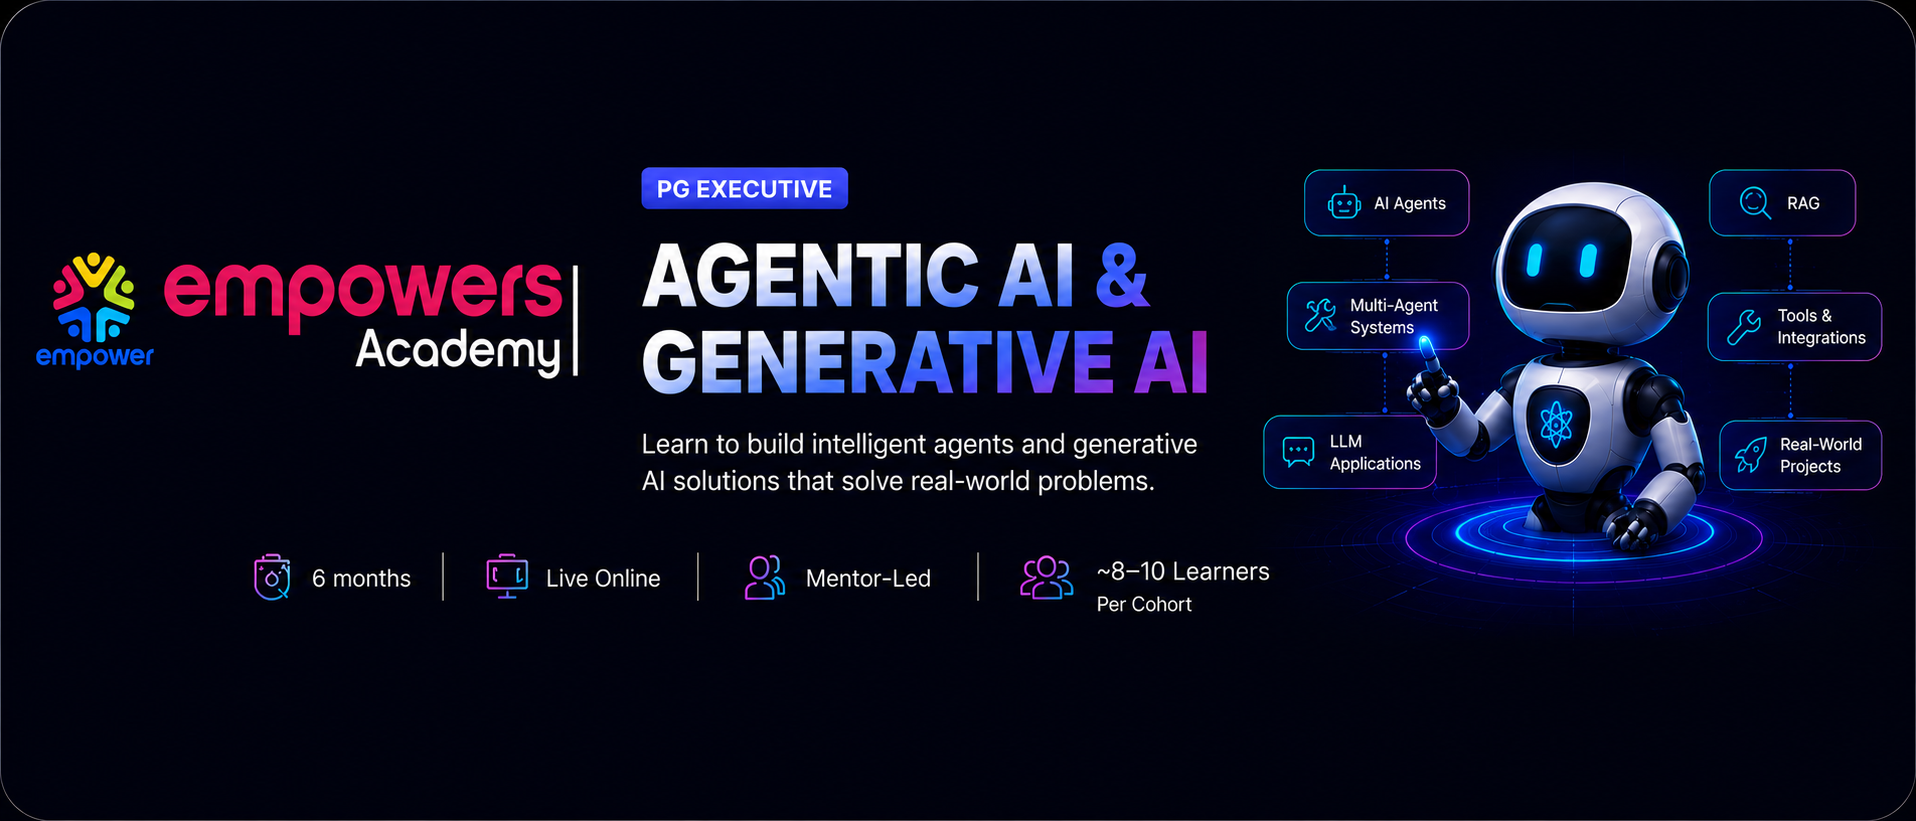 empower
empowers
Academy
PG EXECUTIVE
AGENTIC AI &
GENERATIVE AI
Learn to build intelligent agents and generative
AI solutions that solve real-world problems.
6 months
Live Online
Mentor-Led
~8–10 Learners
Per Cohort
AI Agents
Multi-Agent
Systems
LLM
Applications
RAG
Tools &
Integrations
Real-World
Projects